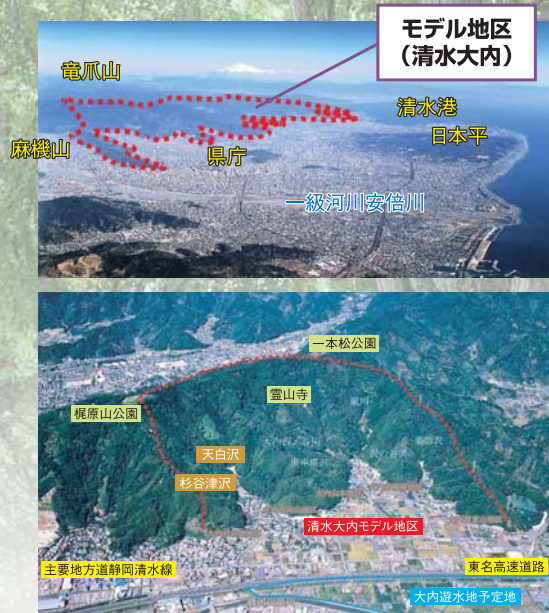 モデル地区
（清水大内）
竜爪山
清水港
日本平
麻機山
県庁
一級河川安倍川
一本松公園
霊山寺
梶原山公園
天白沢
杉谷津沢
清水大内モデル地区
主要地方道静岡清水線
東名高速道路
大内遊水地予定地